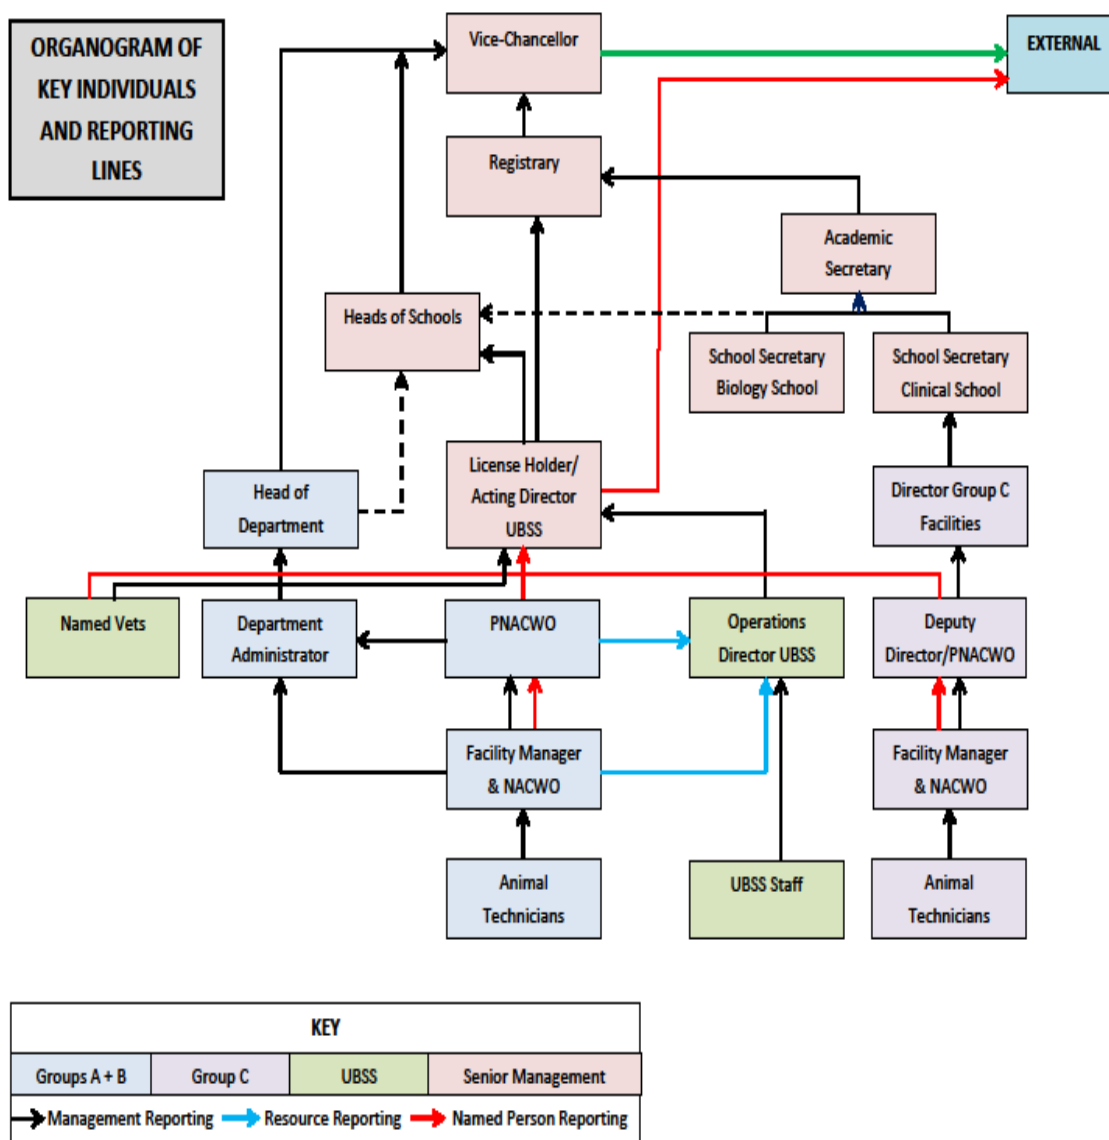 ORGANOGRAM OF
KEY INDIVIDUALS
AND REPORTING
LINES
Vice-Chancellor
EXTERNAL
Registrary
Academic
Secretary
Heads of Schools
School Secretary
Biology School
School Secretary
Clinical School
License Holder/
Acting Director
UBSS
Head of
Department
Director Group C
Facilities
Named Vets
Department
Administrator
PNACWO
Operations
Director UBSS
Deputy
Director/PNACWO
Facility Manager
& NACWO
Facility Manager
& NACWO
Animal
Technicians
UBSS Staff
Animal
Technicians
KEY
Groups A + B
Group C
UBSS
Senior Management
Management Reporting
Resource Reporting
Named Person Reporting